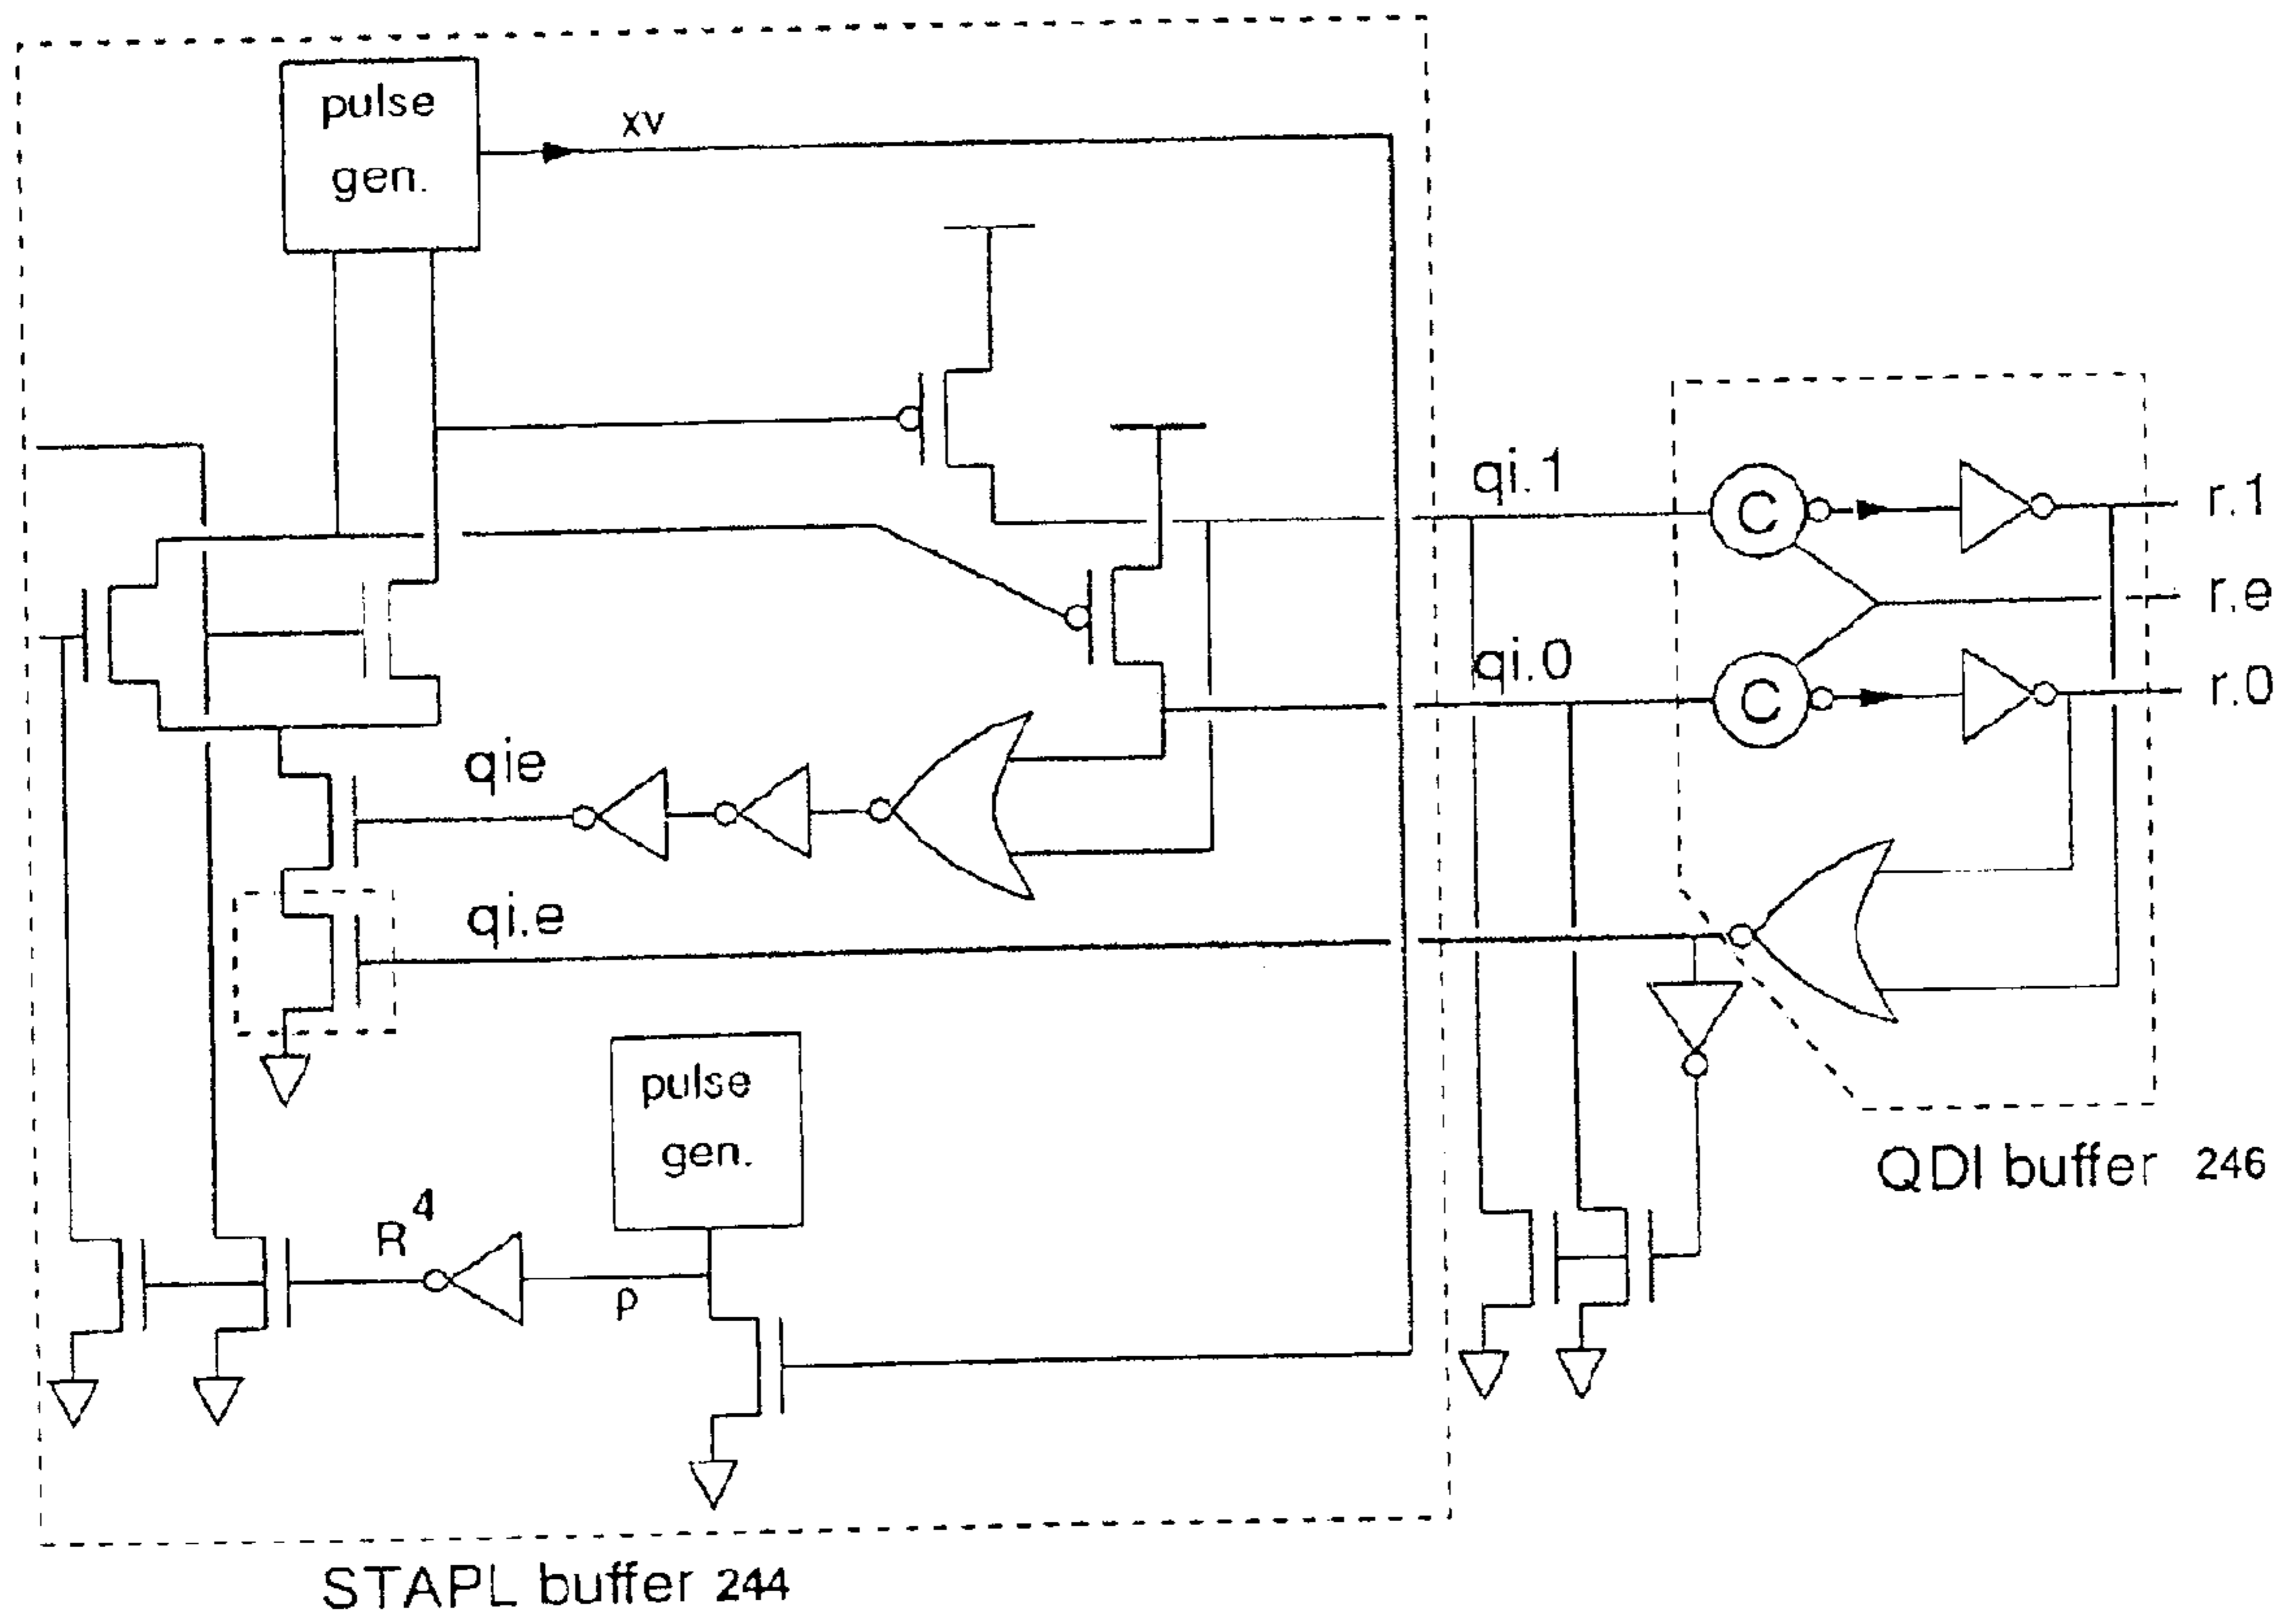 pulse
gen.
xv
qi.1
C
r.1
r.e
qi.0
C
r.0
qie
qi.e
pulse
gen.
QDI buffer 246
R 4
p
STAPL buffer 244